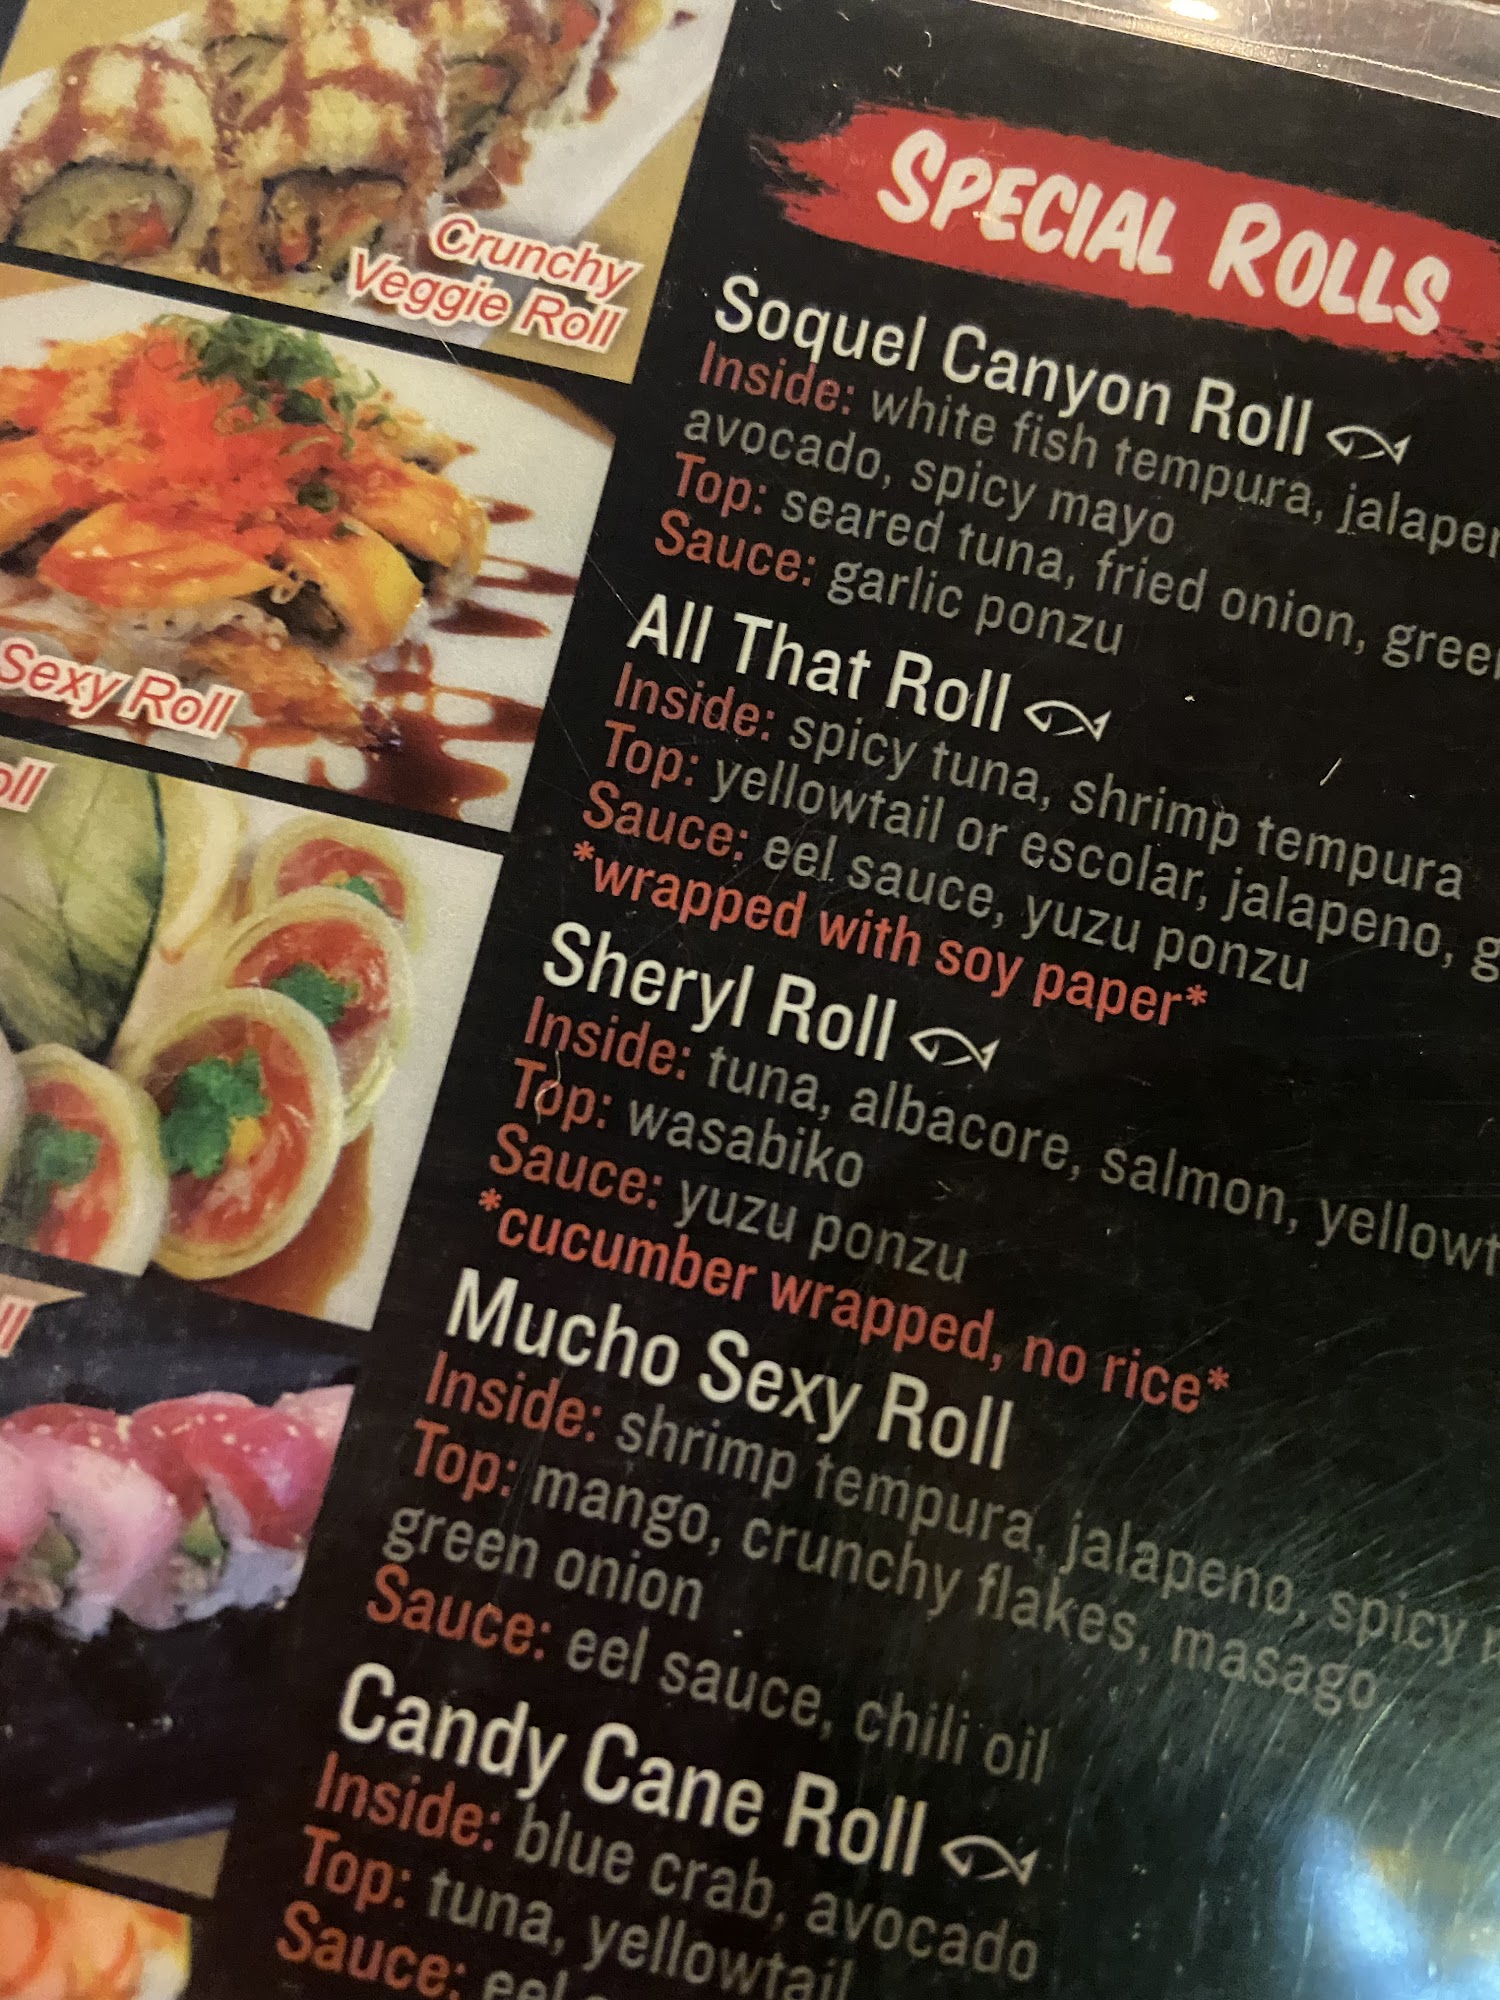 Crunchy
Veggie Roll
Sexy Roll
SPECIAL ROLLS
Soquel Canyon Roll
Inside: white fish tempura,
avocado, spicy mayo
Top: seared tuna, fried onion,
Sauce: garlic ponzu
All That Roll
Inside: spicy tuna, shrimp tempura
Top: yellowtail or escolar, jalapeno,
Sauce: eel sauce, yuzu ponzu
*wrapped with soy paper*
Sheryl Roll
Inside: tuna, albacore, salmon,
Top: wasabiko
Sauce: yuzu ponzu
*cucumber wrapped, no rice*
Mucho Sexy Roll
Inside: shrimp tempura, jalapeno, spicy
Top: mango, crunchy flakes, masago
green onion
Sauce: eel sauce, chili oil
Candy Cane Roll
Inside: blue crab, avocado
Top: tuna, yellowtail
Sauce: eel